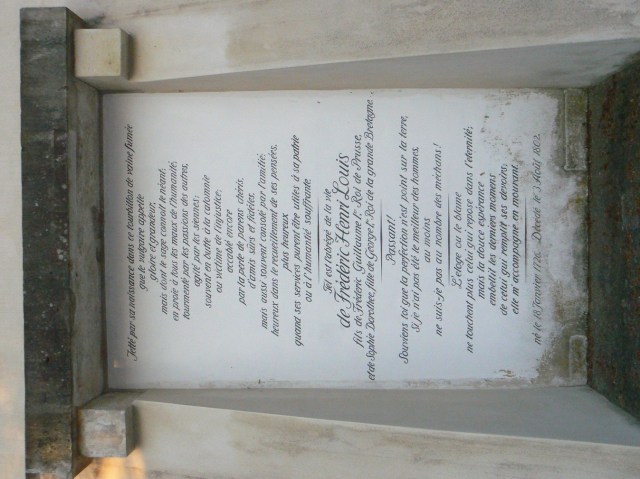 Jetté par sa naissance dans ce tourbillon de vaine fumée
que le vulgaire appelle
gloire et grandeur,
mais dont le sage connoit le néant;
en proie à tous les maux de l'humanité;
tourmenté par les passions des autres,
agité par les siennes;
souvent en butte à la calomnie
ou victime de l'injustice;
accablé encore
par la perte de parens chéris,
d'amis sûrs et fidèles,
mais aussi souvent consolé par l'amitié;
heureux dans le recueillement de ses pensées,
plus heureux
quand ses services purent être utiles à sa patrie
ou à l'humanité souffrante.
Tel est l'abrégé de la vie
de Frédéric Henri Louis
fils de Frédéric Guillaume I.er Roi de Prusse,
et de Sophie Dorothée, fille de George I.er Roi de la grande Bretagne.
Passant!
Souviens toi que la perfection n'est point sur la terre,
Si je n'ai pas été le meilleur des hommes,
au moins
ne suis-je pas au nombre des méchans!
L'éloge ou le blame
ne touchent plus celui qui repose dans l'eternité;
mais la douce espérance
embellit les derniers momens
de celui qui remplit ses devoirs;
elle m'accompagne en mourant.
né le 18 Janvier 1726. Décédé le 3 Août 1802.